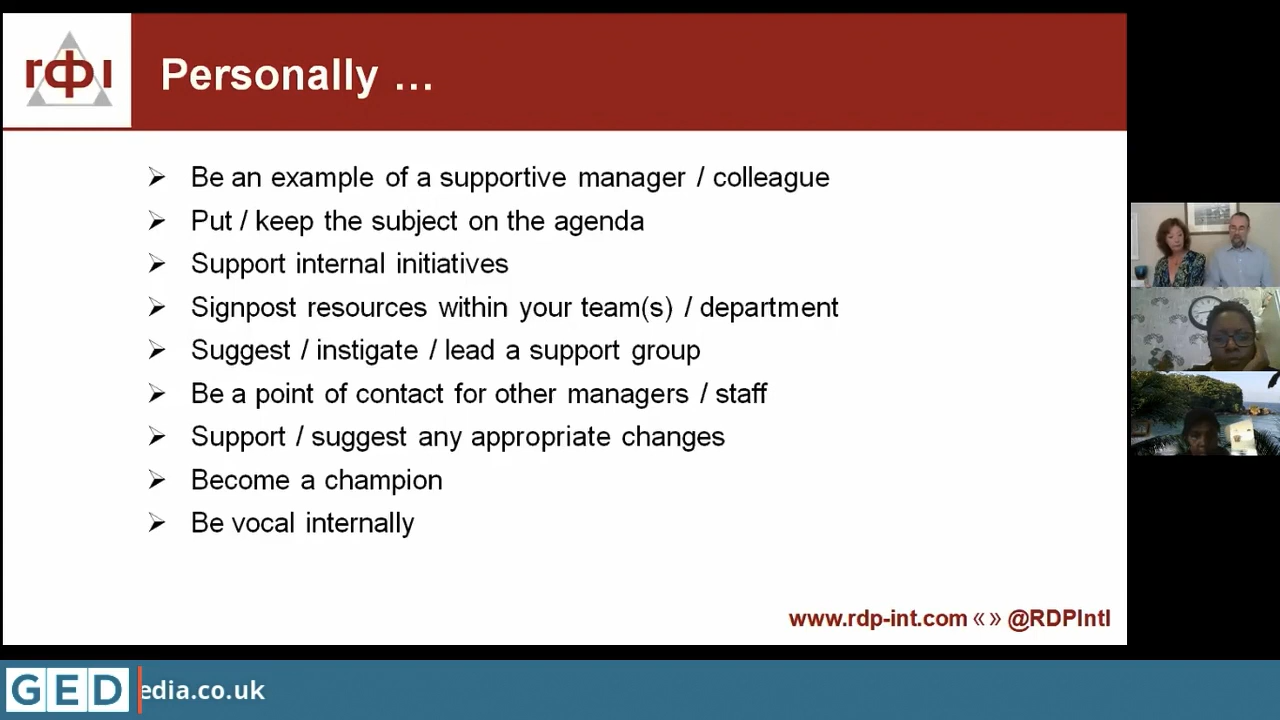 rфι
Personally ...
Be an example of a supportive manager / colleague
Put / keep the subject on the agenda
Support internal initiatives
Signpost resources within your team(s) / department
Suggest / instigate / lead a support group
Be a point of contact for other managers / staff
Support / suggest any appropriate changes
Become a champion
Be vocal internally
www.rdp-int.com «» @RDPIntl
GED edia.co.uk